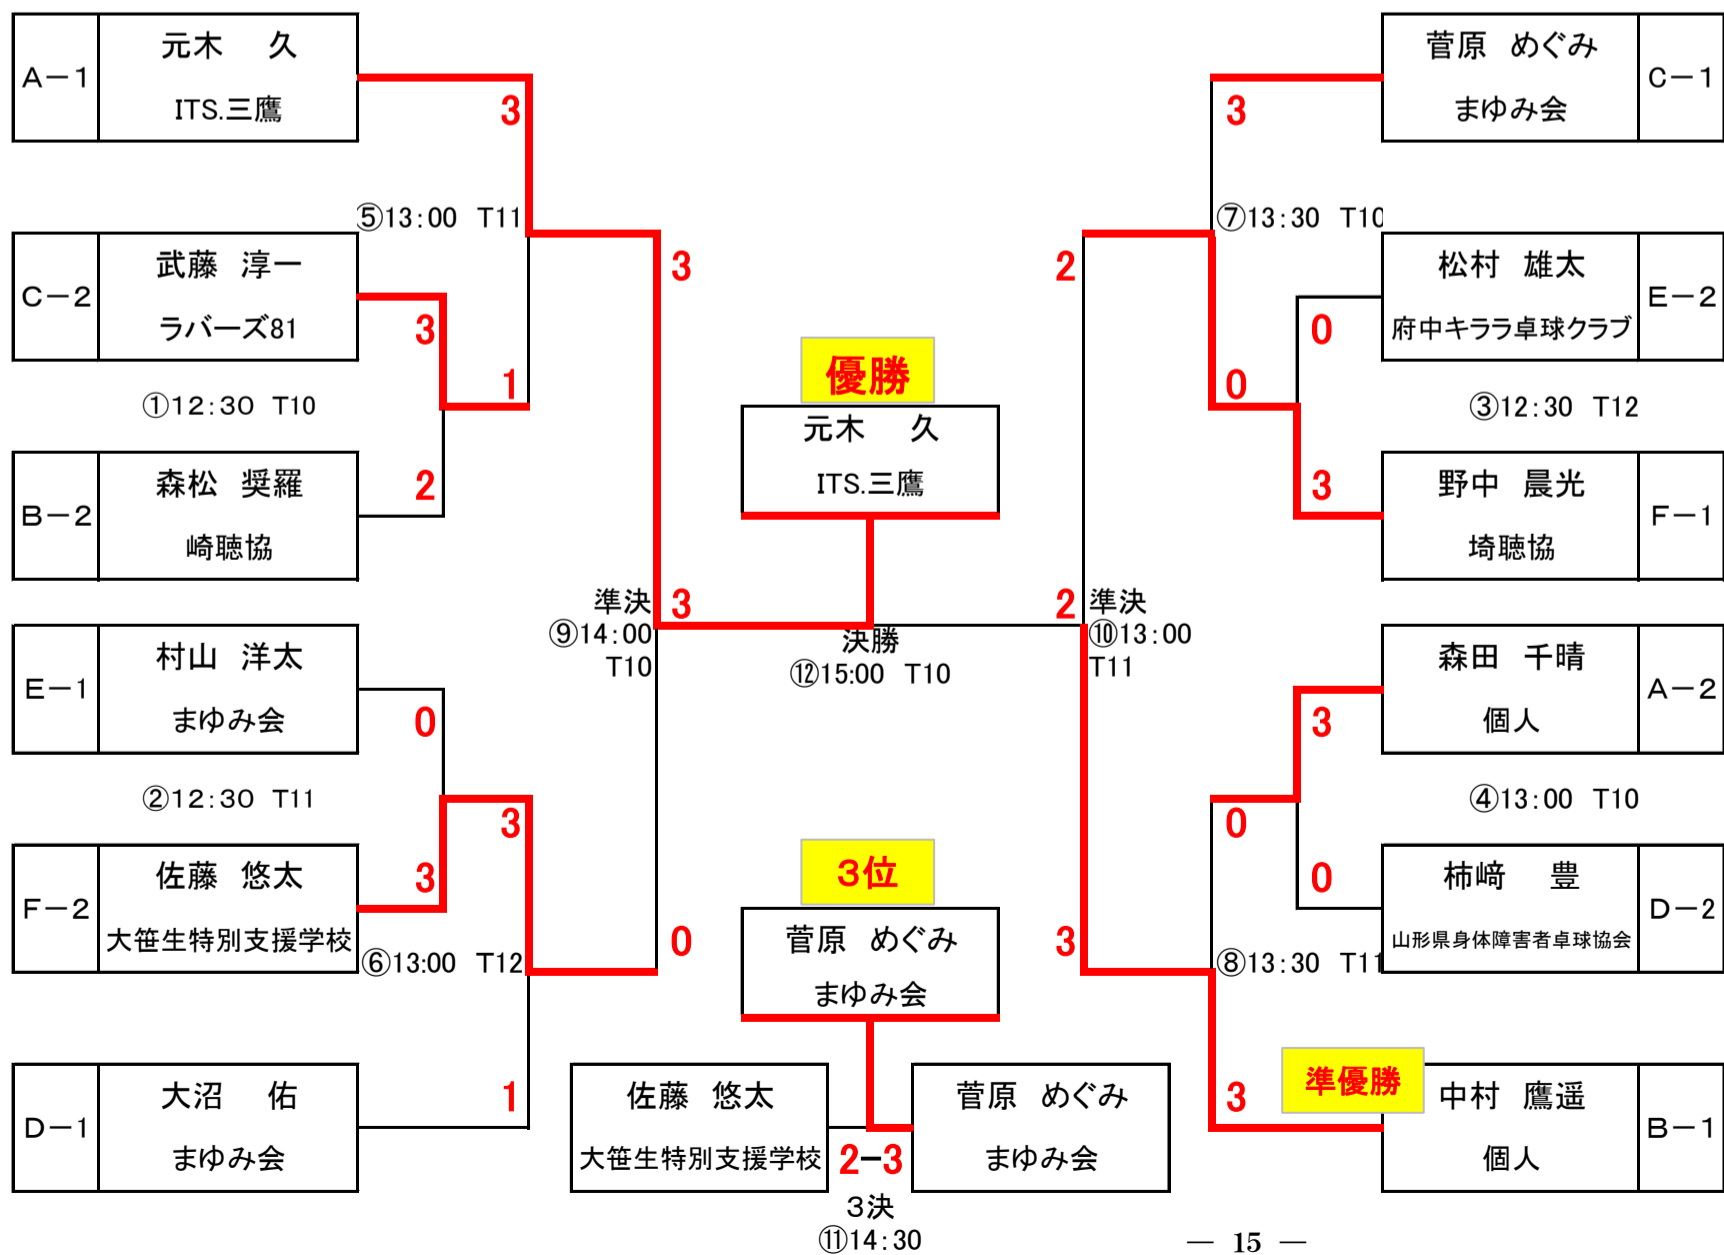 A－1
元木　久
ITS.三鷹
3
⑤13:00 T11
C－2
武藤 淳一
ラバーズ81
3
①12:30 T10
1
B－2
森松 奨羅
崎聴協
2
3
E－1
村山 洋太
まゆみ会
0
②12:30 T11
3
F－2
佐藤 悠太
大笹生特別支援学校
3
⑥13:00 T12
0
D－1
大沼　佑
まゆみ会
1
準決
⑨14:00
T10
3
優勝
元木　久
ITS.三鷹
決勝
⑫15:00 T10
2
準決
⑩13:00
T11
3位
菅原 めぐみ
まゆみ会
佐藤 悠太
大笹生特別支援学校
2-3
菅原 めぐみ
まゆみ会
3決
⑪14:30
菅原 めぐみ
まゆみ会
C－1
3
⑦13:30 T10
2
松村 雄太
府中キララ卓球クラブ
E－2
0
③12:30 T12
0
野中 晨光
埼聴協
F－1
3
森田 千晴
個人
A－2
3
④13:00 T10
0
柿﨑　豊
山形県身体障害者卓球協会
D－2
0
⑧13:30 T11
3
準優勝
中村 鷹遥
個人
B－1
3
― 15 ―